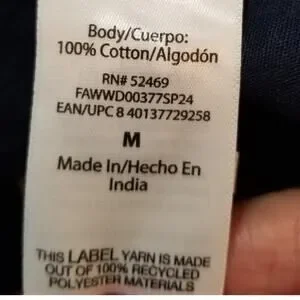 Body/Cuerpo:
100% Cotton/Algodón
RN# 52469
FAWWD00377SP24
EAN/UPC 8 40137729258
M
Made In/Hecho En
India
THIS LABEL YARN IS MADE
OUT OF 100% RECYCLED
POLYESTER MATERIALS